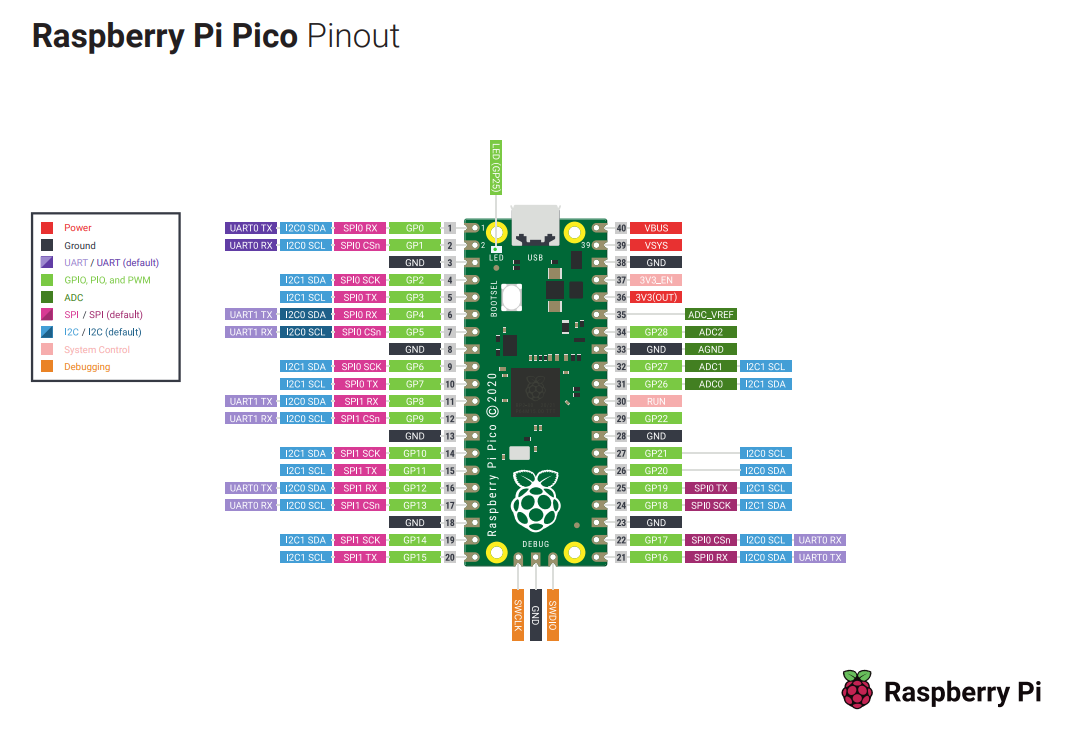 Raspberry Pi Pico Pinout
LED (GP25)
Power
Ground
UART / UART (default)
GPIO, PIO, and PWM
ADC
SPI / SPI (default)
I2C / I2C (default)
System Control
Debugging
UART0 TX I2C0 SDA SPI0 RX GP0 1 1 40 VBUS
UART0 RX I2C0 SCL SPI0 CSn GP1 2 2 39 39 VSYS
GND 3 LED USB 38 GND
I2C1 SDA SPI0 SCK GP2 4 37 3V3_EN
I2C1 SCL SPI0 TX GP3 5 36 3V3(OUT)
BOOTSEL
UART1 TX I2C0 SDA SPI0 RX GP4 6 35 ADC_VREF
UART1 RX I2C0 SCL SPI0 CSn GP5 7 34 GP28 ADC2
GND 8 33 GND AGND
I2C1 SDA SPI0 SCK GP6 9 32 GP27 ADC1 I2C1 SCL
I2C1 SCL SPI0 TX GP7 10 31 GP26 ADC0 I2C1 SDA
UART1 TX I2C0 SDA SPI1 RX GP8 11 30 RUN
UART1 RX I2C0 SCL SPI1 CSn GP9 12 29 GP22
GND 13 28 GND
Raspberry Pi Pico © 2020
I2C1 SDA SPI1 SCK GP10 14 27 GP21 I2C0 SCL
I2C1 SCL SPI1 TX GP11 15 26 GP20 I2C0 SDA
UART0 TX I2C0 SDA SPI1 RX GP12 16 25 GP19 SPI0 TX I2C1 SCL
UART0 RX I2C0 SCL SPI1 CSn GP13 17 24 GP18 SPI0 SCK I2C1 SDA
GND 18 23 GND
I2C1 SDA SPI1 SCK GP14 19 22 GP17 SPI0 CSn I2C0 SCL UART0 RX
I2C1 SCL SPI1 TX GP15 20 21 GP16 SPI0 RX I2C0 SDA UART0 TX
DEBUG
SWCLK
GND
SWDIO
Raspberry Pi